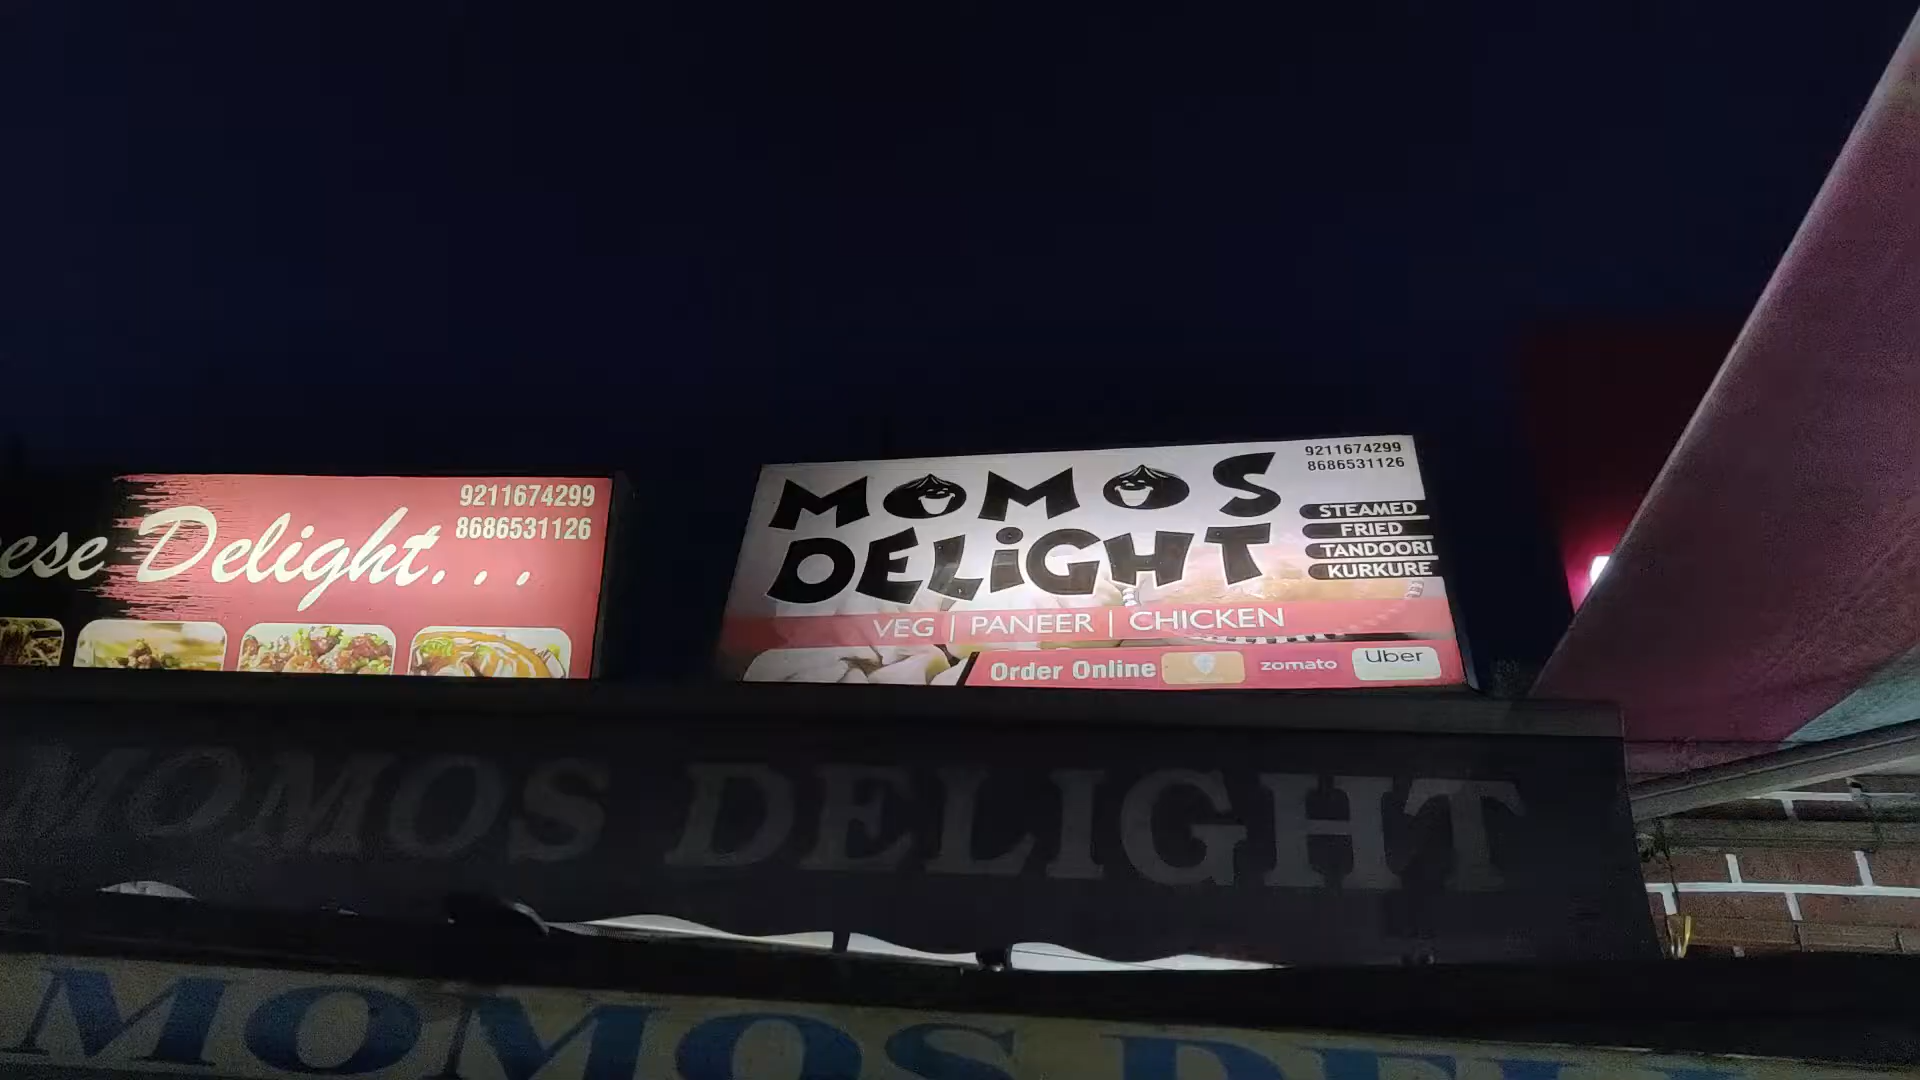 ese Delight...
9211674299
8686531126
MOMOS
DELiGHT
9211674299
8686531126
STEAMED
FRIED
TANDOORI
KURKURE
VEG | PANEER | CHICKEN
Order Online zomato Uber
MOMOS DELIGHT
MOMOS DELI